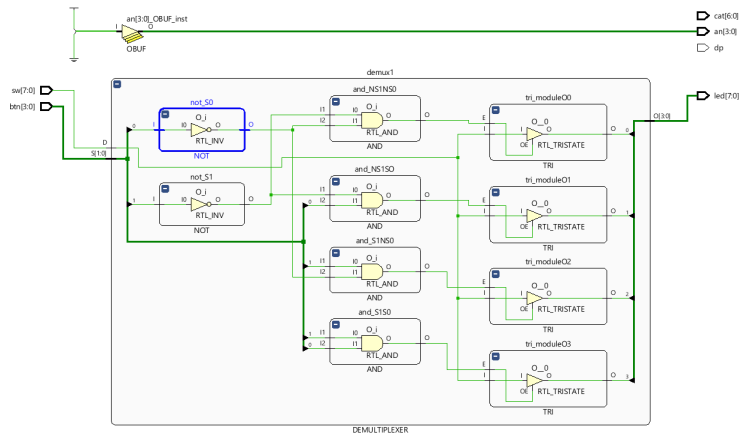 an[3:0]_OBUF_inst
I O
OBUF
cat[6:0]
an[3:0]
dp
demux1
sw[7:0]
btn[3:0]
led[7:0]
D
S[1:0]
O[3:0]
not_S0
O_i
0 I I0 O O
RTL_INV
NOT
not_S1
O_i
1 I I0 O O
RTL_INV
NOT
and_NS1NS0
O_i
I1 I0 O O
I2 I1
RTL_AND
AND
and_NS1SO
O_i
I1 I0 O O
0 I2 I1
RTL_AND
AND
and_S1NS0
O_i
1 I1 I0 O O
I2 I1
RTL_AND
AND
and_S1S0
O_i
1 I1 I0 O O
0 I2 I1
RTL_AND
AND
tri_moduleO0
O__0
E
I I O O 0
OE RTL_TRISTATE
TRI
tri_moduleO1
O__0
E
I I O O 1
OE RTL_TRISTATE
TRI
tri_moduleO2
O__0
E
I I O O 2
OE RTL_TRISTATE
TRI
tri_moduleO3
O__0
E
I I O O 3
OE RTL_TRISTATE
TRI
DEMULTIPLEXER